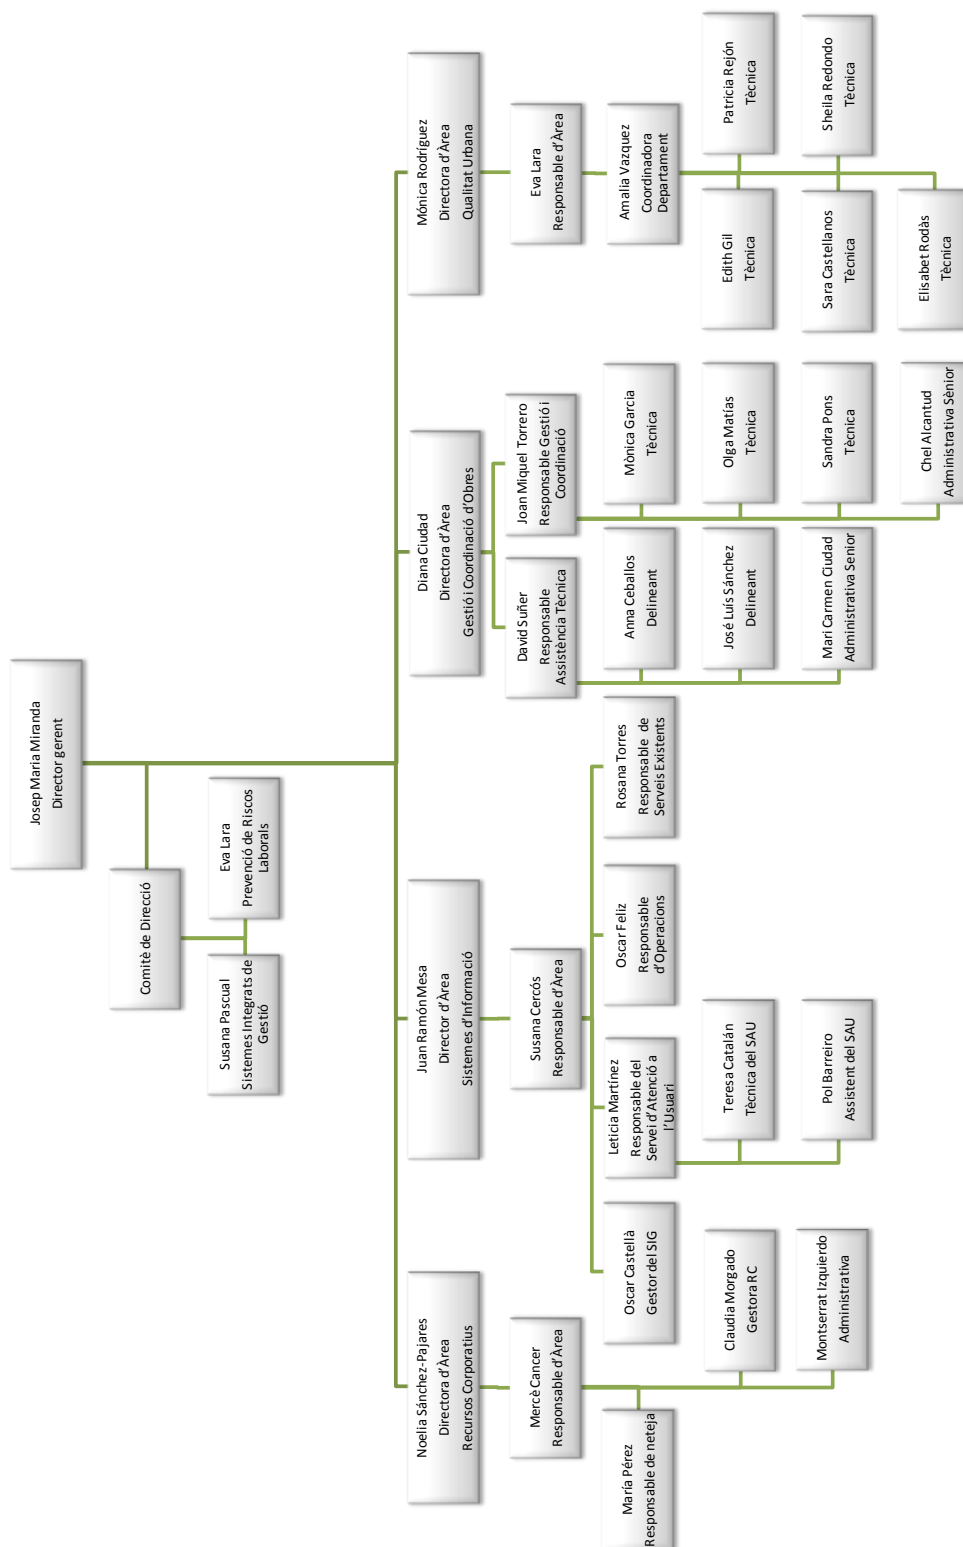 Josep Maria Miranda
Director gerent
Comitè de Direcció
Susana Pascual
Sistemes Integrats de
Gestió
Eva Lara
Prevenció de Riscos
Laborals
Noelia Sánchez-Pajares
Directora d'Àrea
Recursos Corporatius
Mercè Cancer
Responsable d'Àrea
María Pérez
Responsable de neteja
Claudia Morgado
Gestora RC
Montserrat Izquierdo
Administrativa
Juan Ramón Mesa
Director d'Àrea
Sistemes d'Informació
Susana Cercós
Responsable d'Àrea
Oscar Castellà
Gestor del SIG
Leticia Martínez
Responsable del
Servei d'Atenció a
l'Usuari
Teresa Catalán
Tècnica del SAU
Pol Barreiro
Assistent del SAU
Oscar Feliz
Responsable
d'Operacions
Rosana Torres
Responsable de
Serveis Existents
Diana Ciudad
Directora d'Àrea
Gestió i Coordinació d'Obres
David Suñer
Responsable
Assistència Tècnica
Anna Ceballos
Delineant
José Luís Sánchez
Delineant
Mari Carmen Ciudad
Administrativa Senior
Joan Miquel Torrero
Responsable Gestió i
Coordinació
Mònica Garcia
Tècnica
Olga Matías
Tècnica
Sandra Pons
Tècnica
Chel Alcantud
Administrativa Sènior
Mónica Rodríguez
Directora d'Àrea
Qualitat Urbana
Eva Lara
Responsable d'Àrea
Amalia Vazquez
Coordinadora
Departament
Edith Gil
Tècnica
Patricia Rejón
Tècnica
Sara Castellanos
Tècnica
Sheila Redondo
Tècnica
Elisabet Rodàs
Tècnica